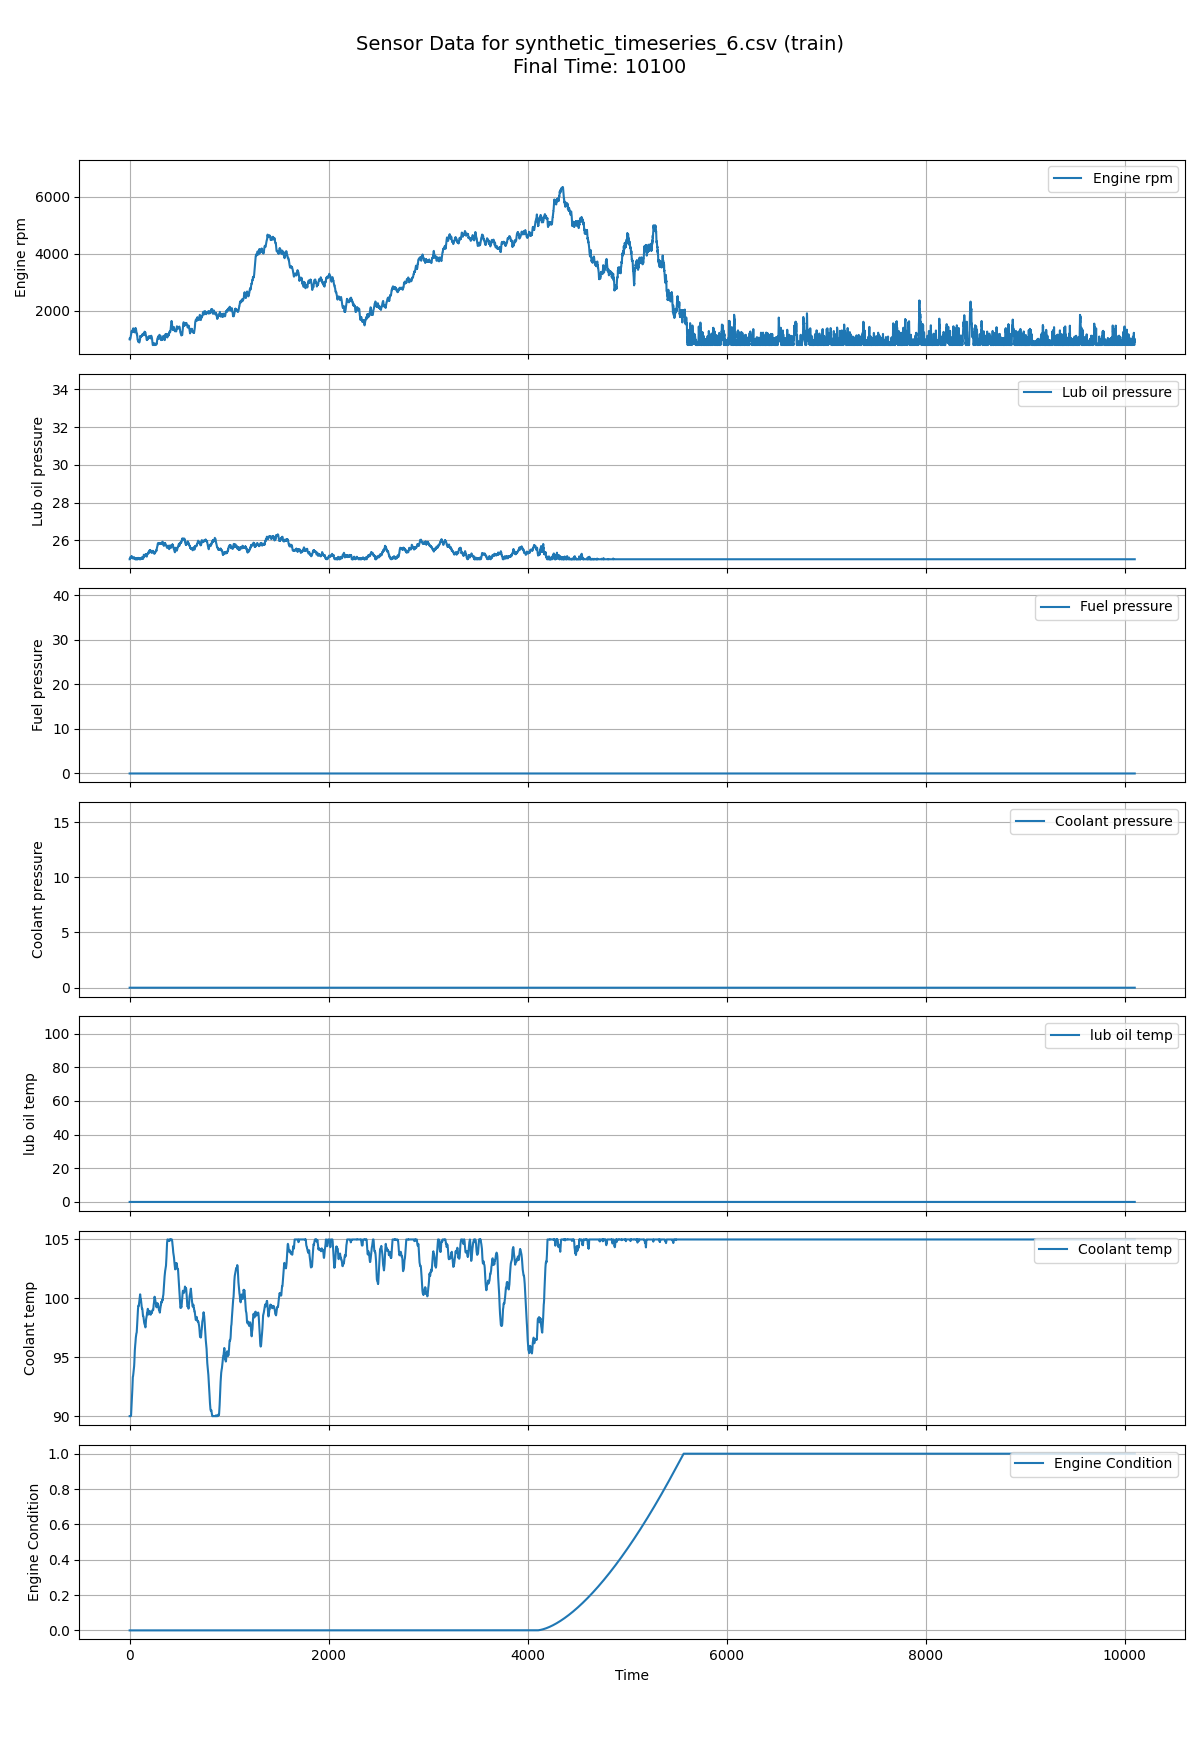 Sensor Data for synthetic_timeseries_6.csv (train)
Final Time: 10100
Engine rpm
6000
4000
2000
Engine rpm
Lub oil pressure
34
32
30
28
26
Lub oil pressure
Fuel pressure
40
30
20
10
0
Fuel pressure
Coolant pressure
15
10
5
0
Coolant pressure
lub oil temp
100
80
60
40
20
0
lub oil temp
Coolant temp
105
100
95
90
Coolant temp
Engine Condition
1.0
0.8
0.6
0.4
0.2
0.0
Engine Condition
0 2000 4000 6000 8000 10000
Time